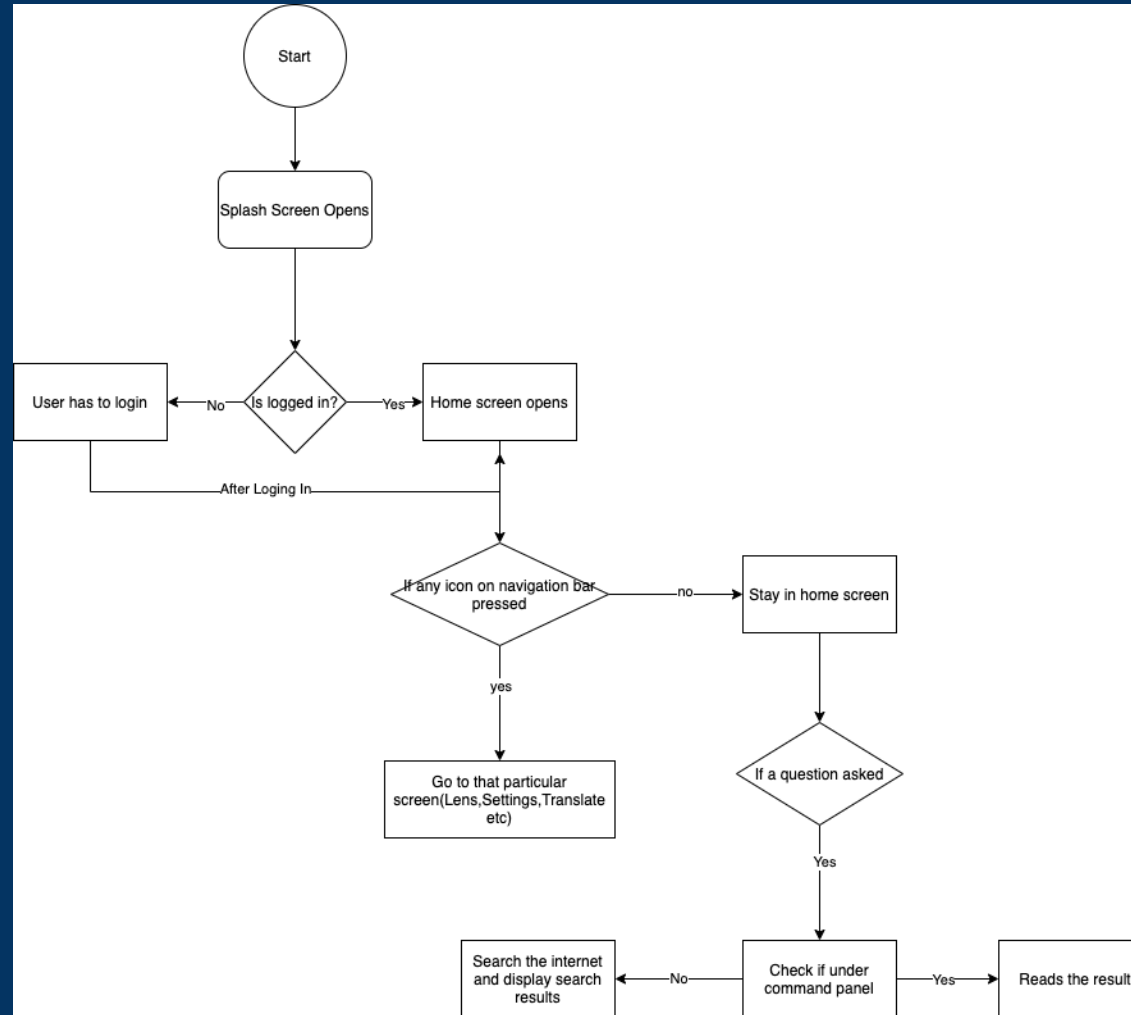 Start
Splash Screen Opens
User has to login
No
Is logged in?
Yes
Home screen opens
After Loging In
If any icon on navigation bar
pressed
no
Stay in home screen
yes
Go to that particular
screen(Lens,Settings,Translate
etc)
If a question asked
Yes
Search the internet
and display search
results
No
Check if under
command panel
Yes
Reads the result